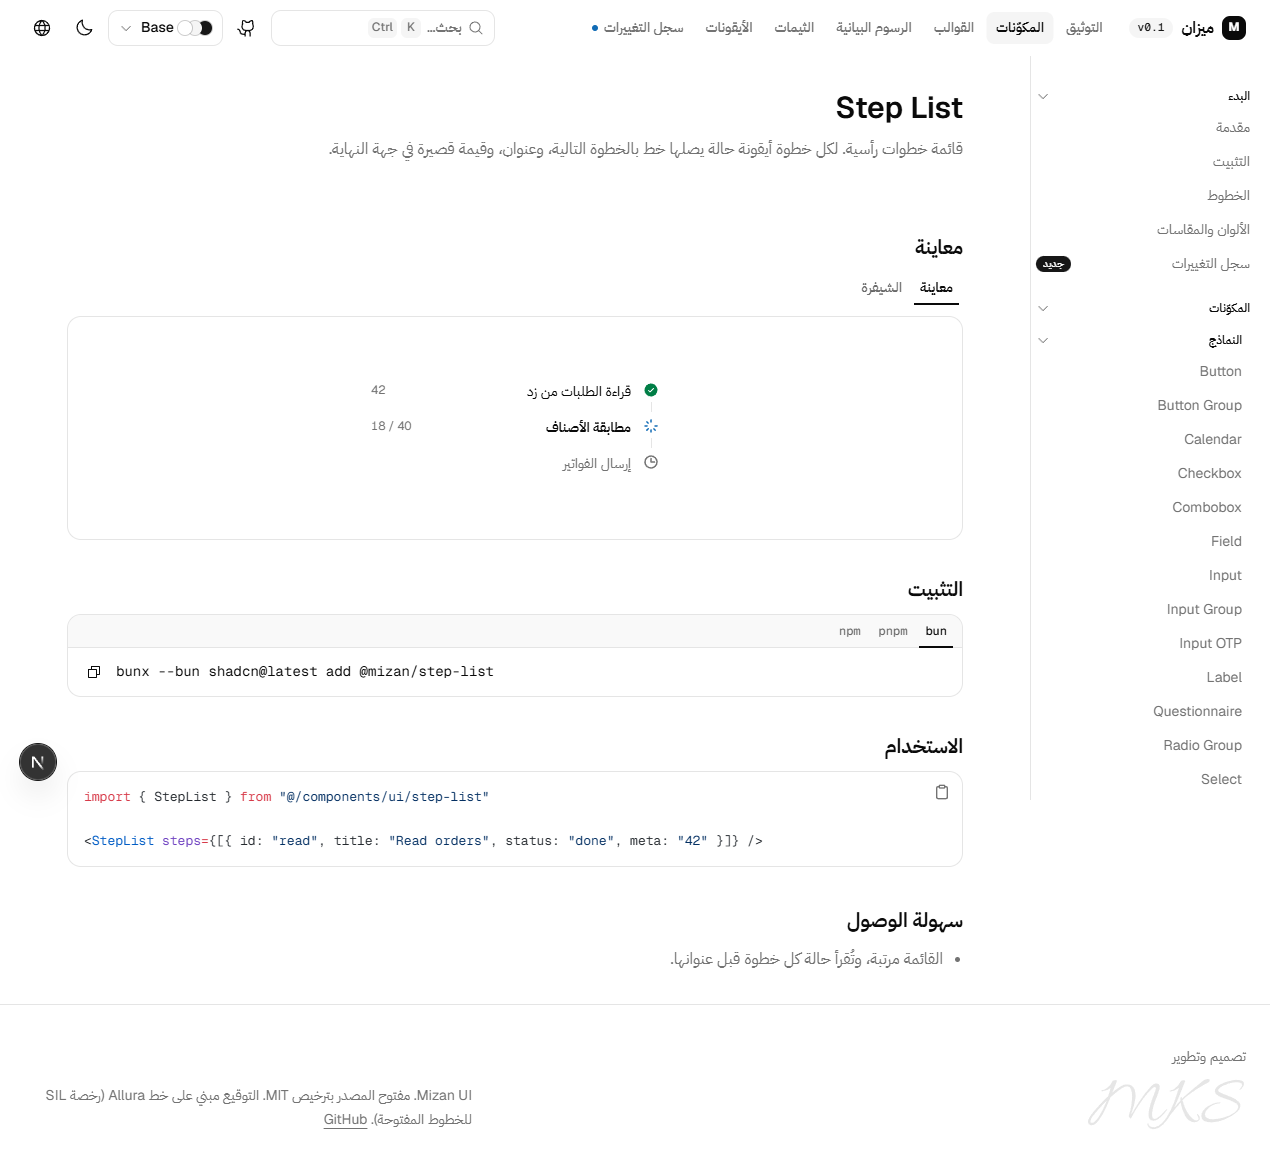 M ميزان v0.1 التوثيق المكوّنات القوالب الرسوم البيانية الثيمات الأيقونات سجل التغييرات بحث... Ctrl K Base
البدء
مقدمة
التثبيت
الخطوط
الألوان والمقاسات
سجل التغييرات جديد
المكوّنات
النماذج
Button
Button Group
Calendar
Checkbox
Combobox
Field
Input
Input Group
Input OTP
Label
Questionnaire
Radio Group
Select
Step List
قائمة خطوات رأسية. لكل خطوة أيقونة حالة يصلها خط بالخطوة التالية، وعنوان، وقيمة قصيرة في جهة النهاية.
معاينة
معاينة الشيفرة
قراءة الطلبات من زد 42
مطابقة الأصناف 18 / 40
إرسال الفواتير
التثبيت
bun pnpm npm
bunx --bun shadcn@latest add @mizan/step-list
الاستخدام
import { StepList } from "@/components/ui/step-list"
<StepList steps={[{ id: "read", title: "Read orders", status: "done", meta: "42" }]} />
سهولة الوصول
• القائمة مرتبة، وتُقرأ حالة كل خطوة قبل عنوانها.
N
تصميم وتطوير
MKS
Mizan UI. مفتوح المصدر بترخيص MIT. التوقيع مبني على خط Allura (رخصة SIL
للخطوط المفتوحة). GitHub